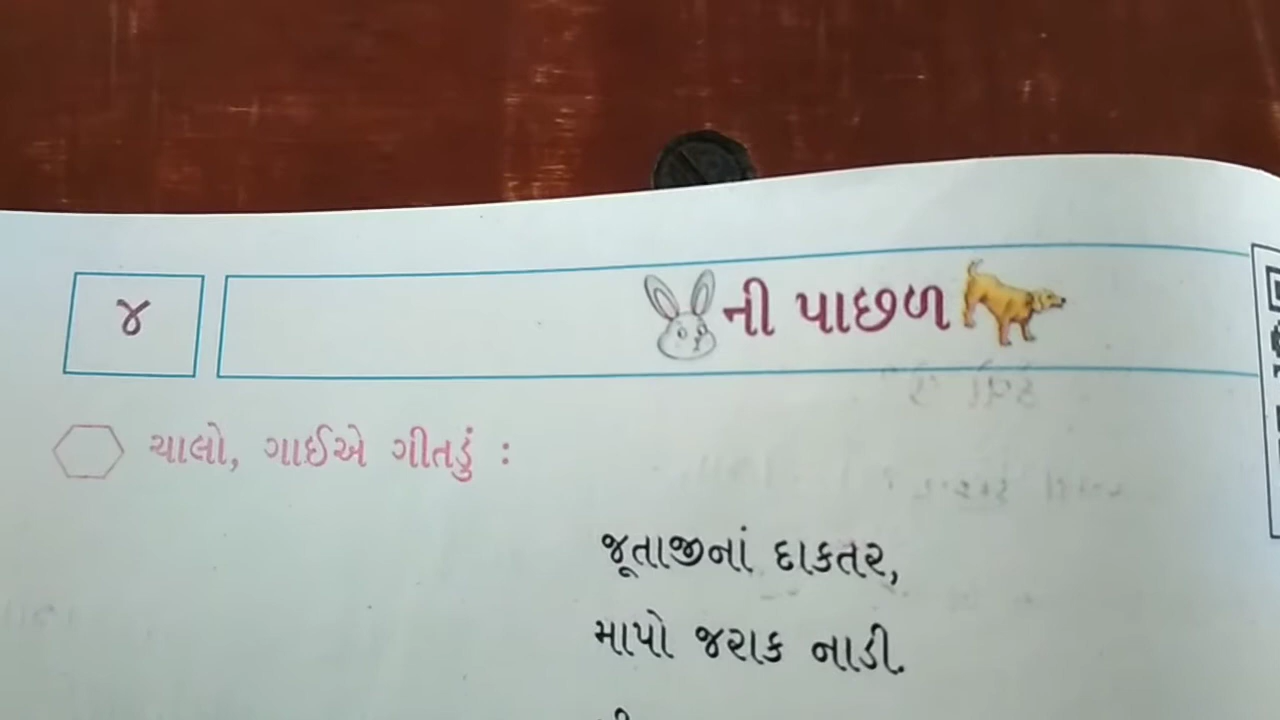 ૪
ની પાછળ
ચાલો, ગાઈએ ગીતડું :
જૂતાજીનાં દાકતર,
માપો જરાક નાડી.